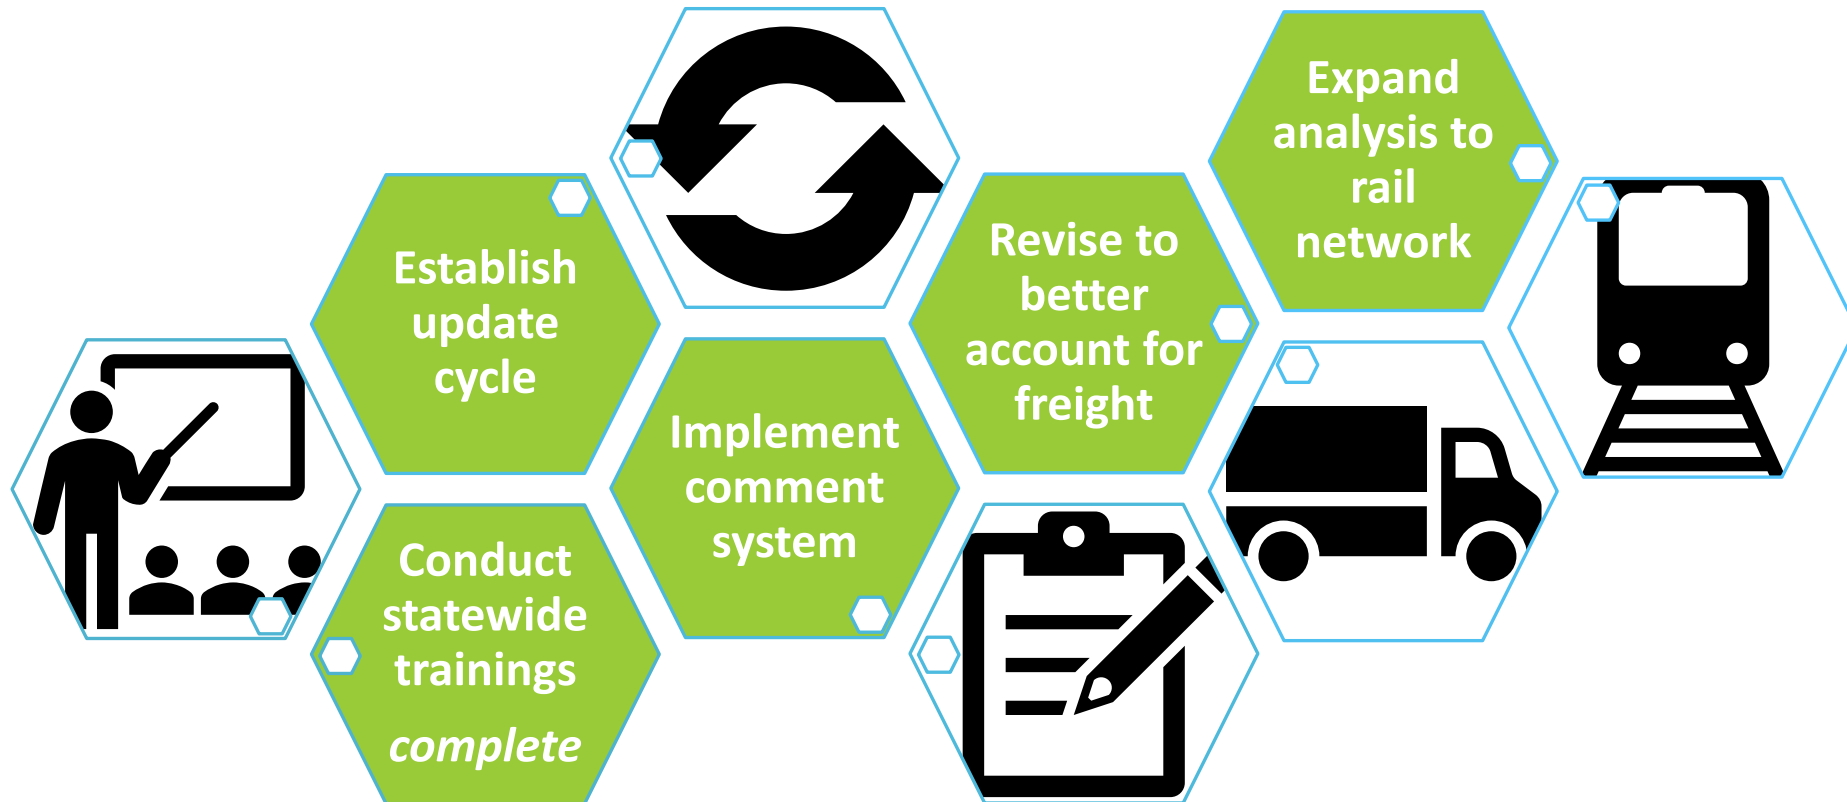 Conduct
statewide
trainings
complete
Establish
update
cycle
Implement
comment
system
Revise to
better
account for
freight
Expand
analysis to
rail
network